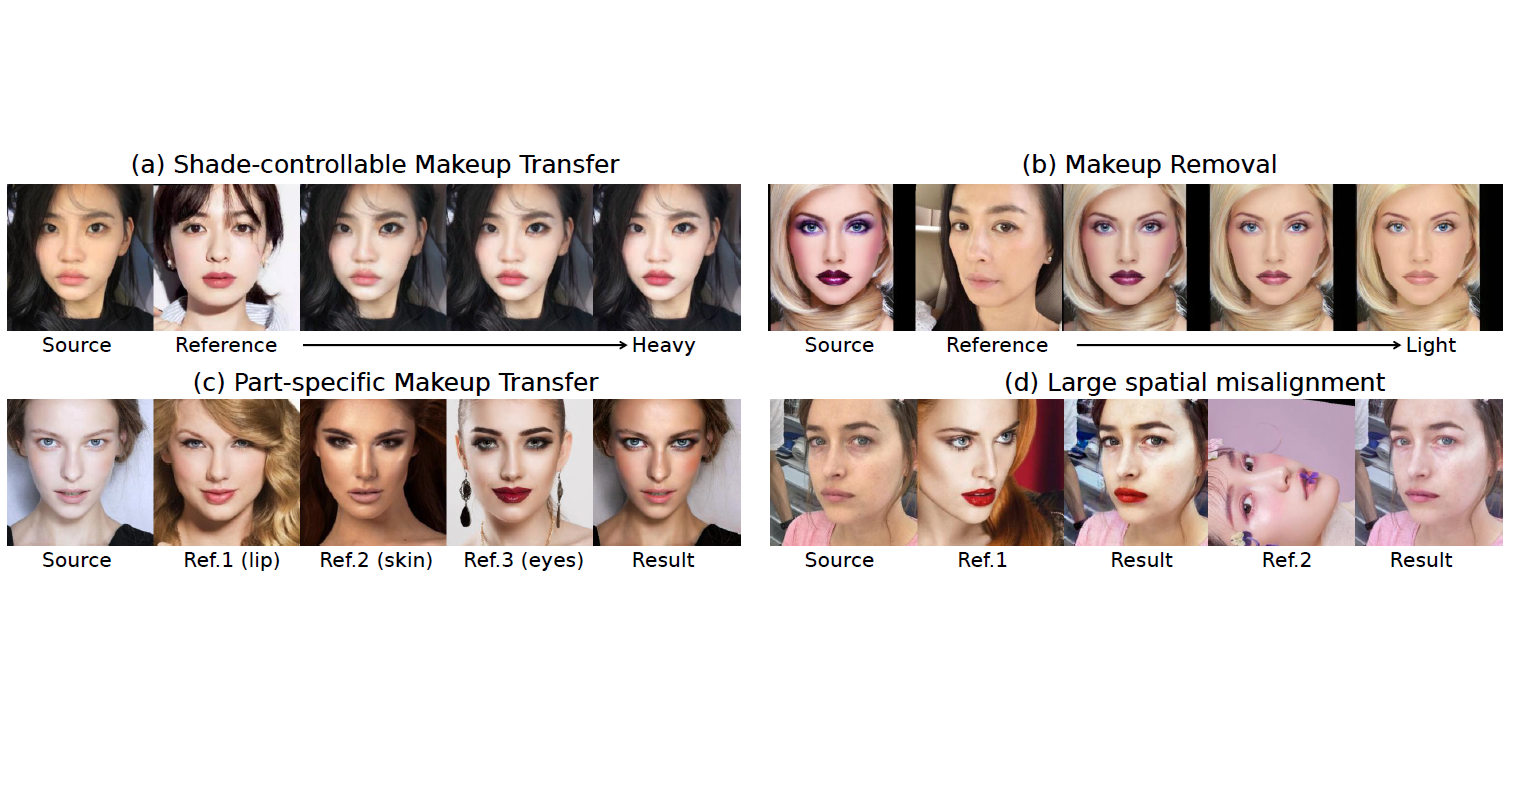 (a) Shade-controllable Makeup Transfer
Source Reference Heavy
(b) Makeup Removal
Source Reference Light
(c) Part-specific Makeup Transfer
Source Ref.1 (lip) Ref.2 (skin) Ref.3 (eyes) Result
(d) Large spatial misalignment
Source Ref.1 Result Ref.2 Result